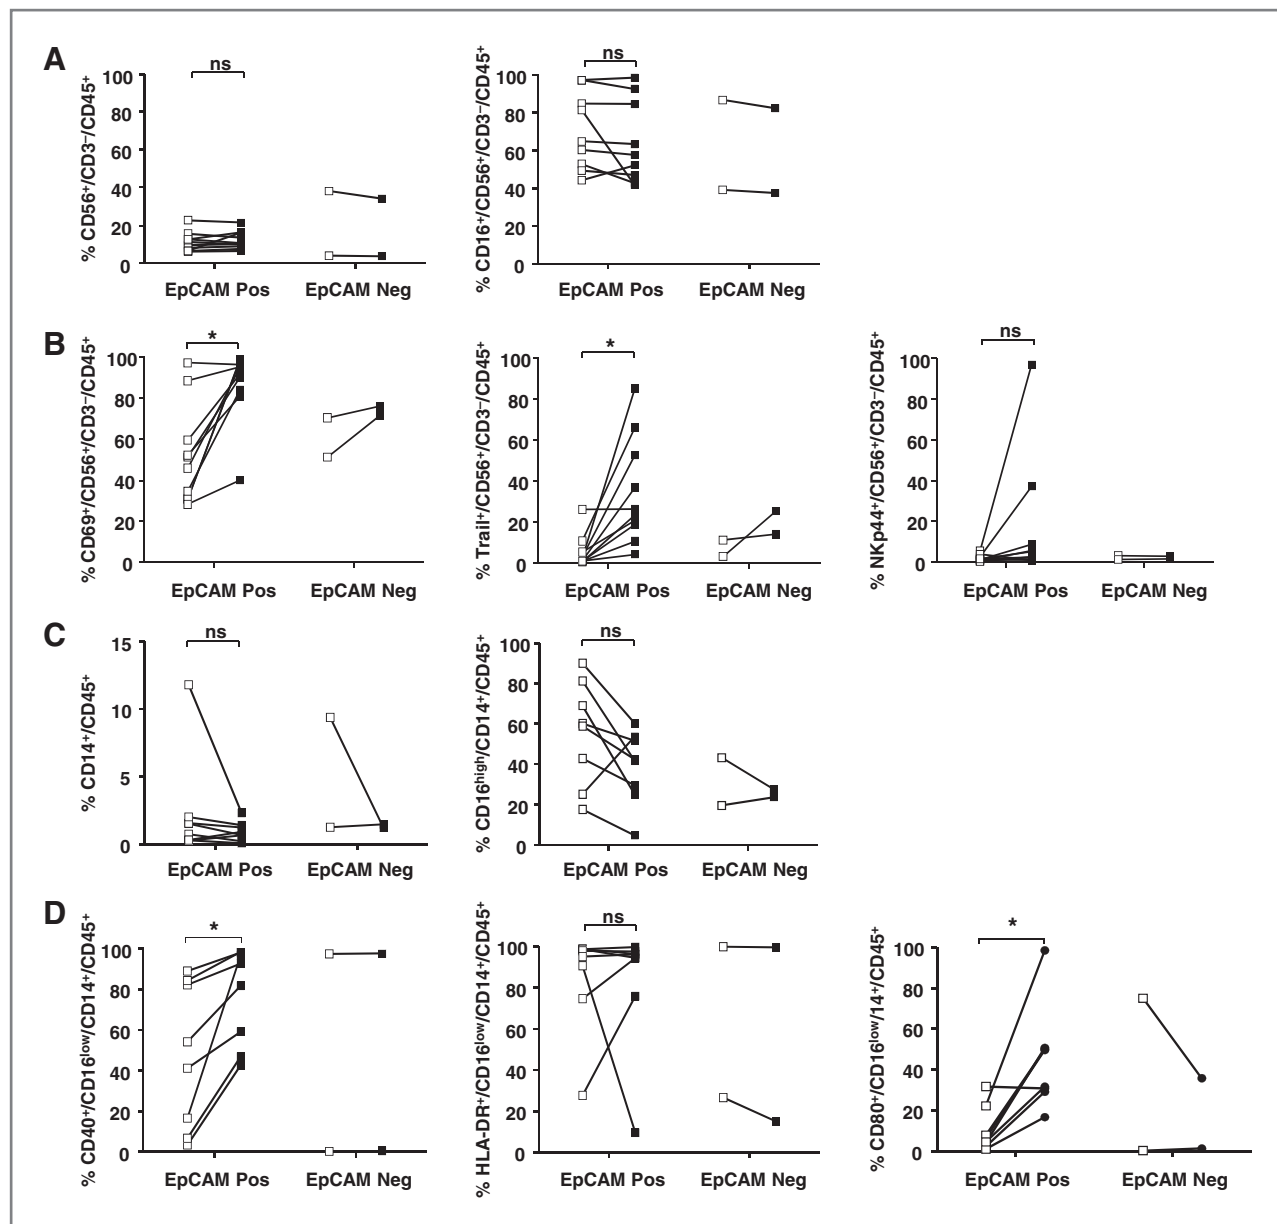 A
% CD56⁺/CD3⁻/CD45⁺
100
80
60
40
20
0
ns
EpCAM Pos
EpCAM Neg
% CD16⁺/CD56⁺/CD3⁻/CD45⁺
100
80
60
40
20
0
ns
EpCAM Pos
EpCAM Neg
B
% CD69⁺/CD56⁺/CD3⁻/CD45⁺
100
80
60
40
20
0
*
EpCAM Pos
EpCAM Neg
% Trail⁺/CD56⁺/CD3⁻/CD45⁺
100
80
60
40
20
0
*
EpCAM Pos
EpCAM Neg
% NKp44⁺/CD56⁺/CD3⁻/CD45⁺
100
80
60
40
20
0
ns
EpCAM Pos
EpCAM Neg
C
% CD14⁺/CD45⁺
15
10
5
0
ns
EpCAM Pos
EpCAM Neg
% CD16ʰⁱᵍʰ/CD14⁺/CD45⁺
100
80
60
40
20
0
ns
EpCAM Pos
EpCAM Neg
D
% CD40⁺/CD16ˡᵒʷ/CD14⁺/CD45⁺
100
80
60
40
20
0
*
EpCAM Pos
EpCAM Neg
% HLA-DR⁺/CD16ˡᵒʷ/CD14⁺/CD45⁺
100
80
60
40
20
0
ns
EpCAM Pos
EpCAM Neg
% CD80⁺/CD16ˡᵒʷ/14⁺/CD45⁺
100
80
60
40
20
0
*
EpCAM Pos
EpCAM Neg